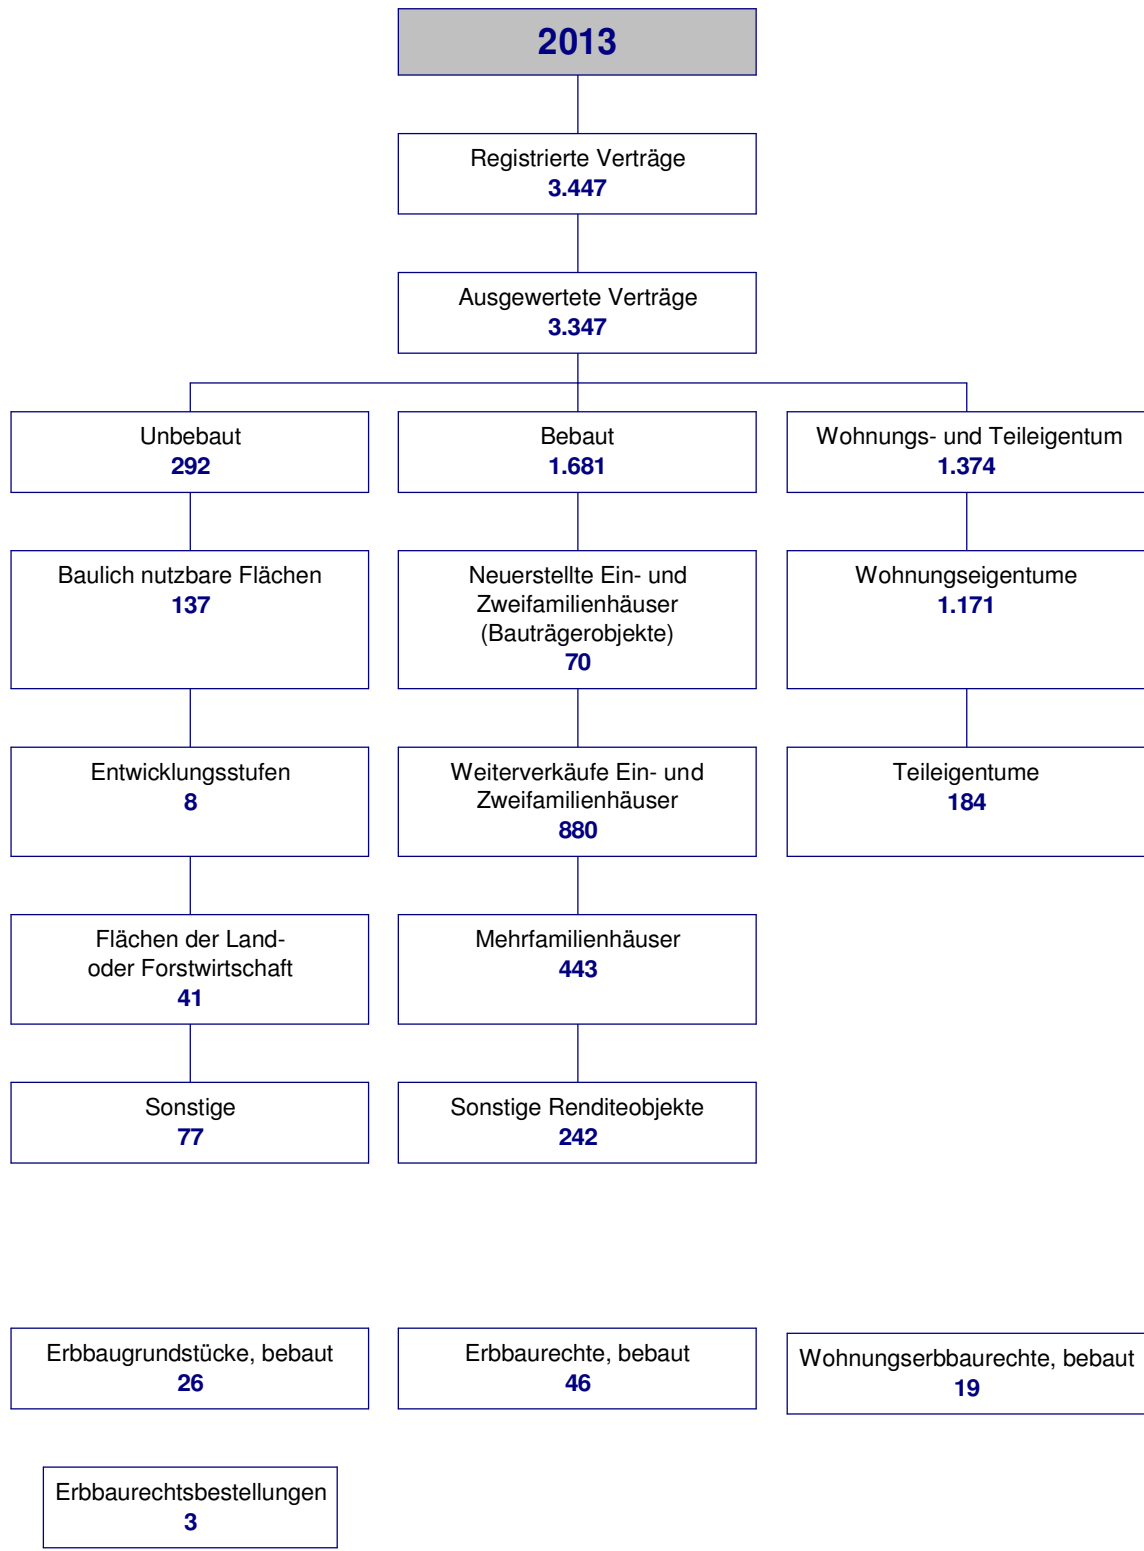 2013
Registrierte Verträge
3.447
Ausgewertete Verträge
3.347
Unbebaut
292
Bebaut
1.681
Wohnungs- und Teileigentum
1.374
Baulich nutzbare Flächen
137
Neuerstellte Ein- und
Zweifamilienhäuser
(Bauträgerobjekte)
70
Wohnungseigentume
1.171
Entwicklungsstufen
8
Weiterverkäufe Ein- und
Zweifamilienhäuser
880
Teileigentume
184
Flächen der Land-
oder Forstwirtschaft
41
Mehrfamilienhäuser
443
Sonstige
77
Sonstige Renditeobjekte
242
Erbbaugrundstücke, bebaut
26
Erbbaurechte, bebaut
46
Wohnungserbbaurechte, bebaut
19
Erbbaurechtsbestellungen
3